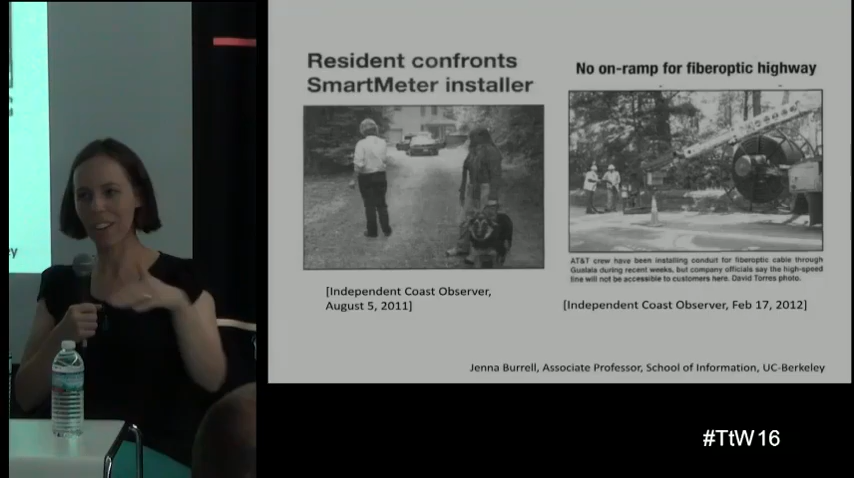 Resident confronts
SmartMeter installer
No on-ramp for fiberoptic highway
AT&T crew have been installing conduit for fiberoptic cable through
Gualala during recent weeks, but company officials say the high-speed
line will not be accessible to customers here. David Torres photo.
[Independent Coast Observer,
August 5, 2011]
[Independent Coast Observer, Feb 17, 2012]
Jenna Burrell, Associate Professor, School of Information, UC-Berkeley
#TtW16